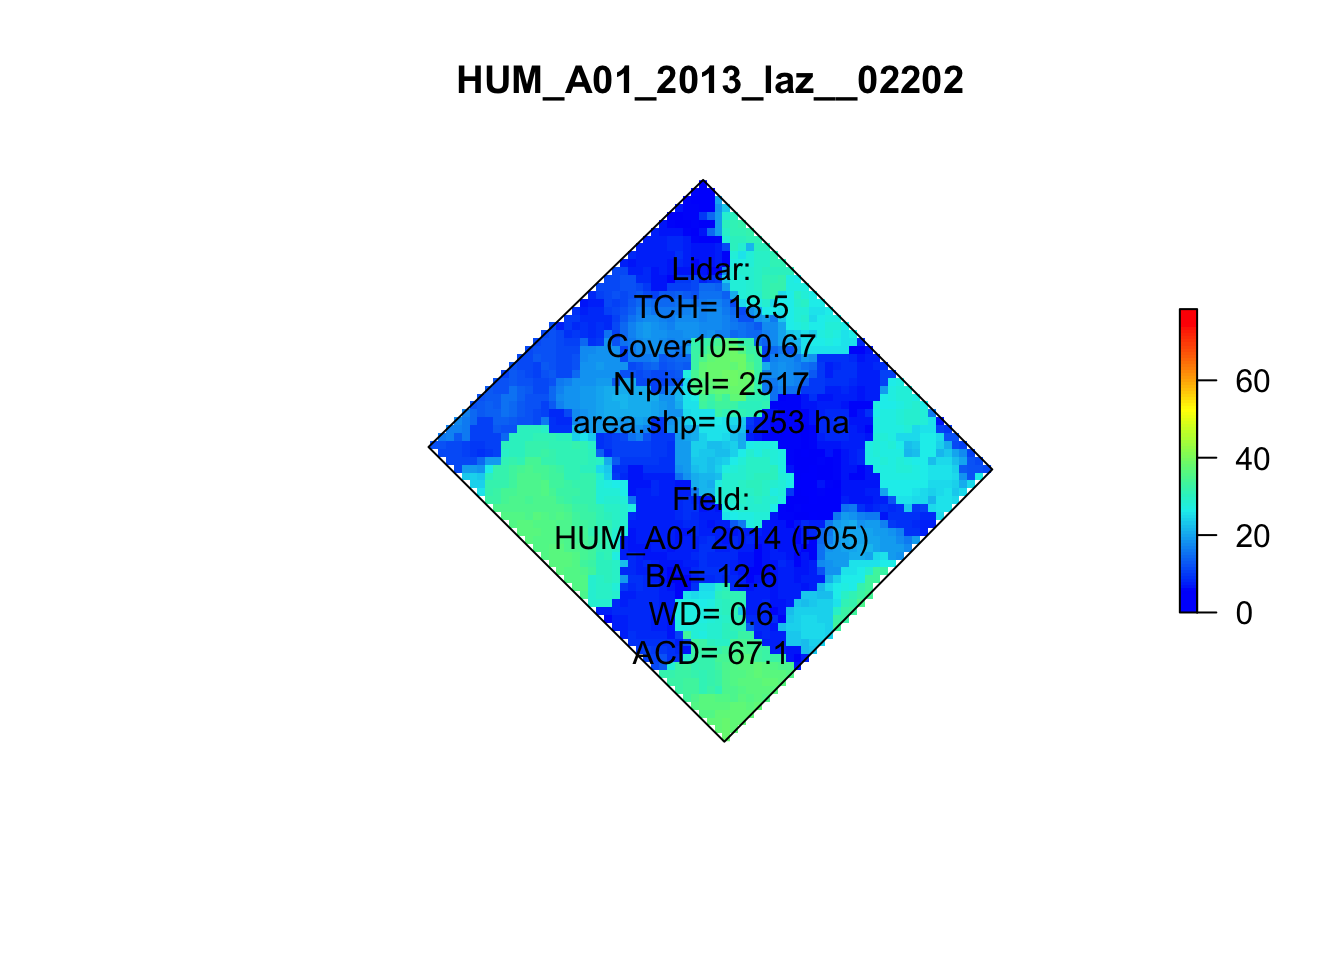 HUM_A01_2013_laz__02202
Lidar:
TCH= 18.5
Cover10= 0.67
N.pixel= 2517
area.shp= 0.253 ha
Field:
HUM_A01 2014 (P05)
BA= 12.6
WD= 0.6
ACD= 67.1
60
40
20
0